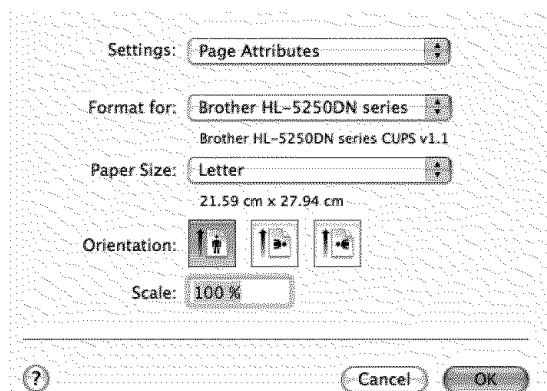 Settings: Page Attributes
Format for: Brother HL-5250DN series
Brother HL-5250DN series CUPS v1.1
Paper Size: Letter
21.59 cm x 27.94 cm
Orientation:
Scale: 100 %
? Cancel OK